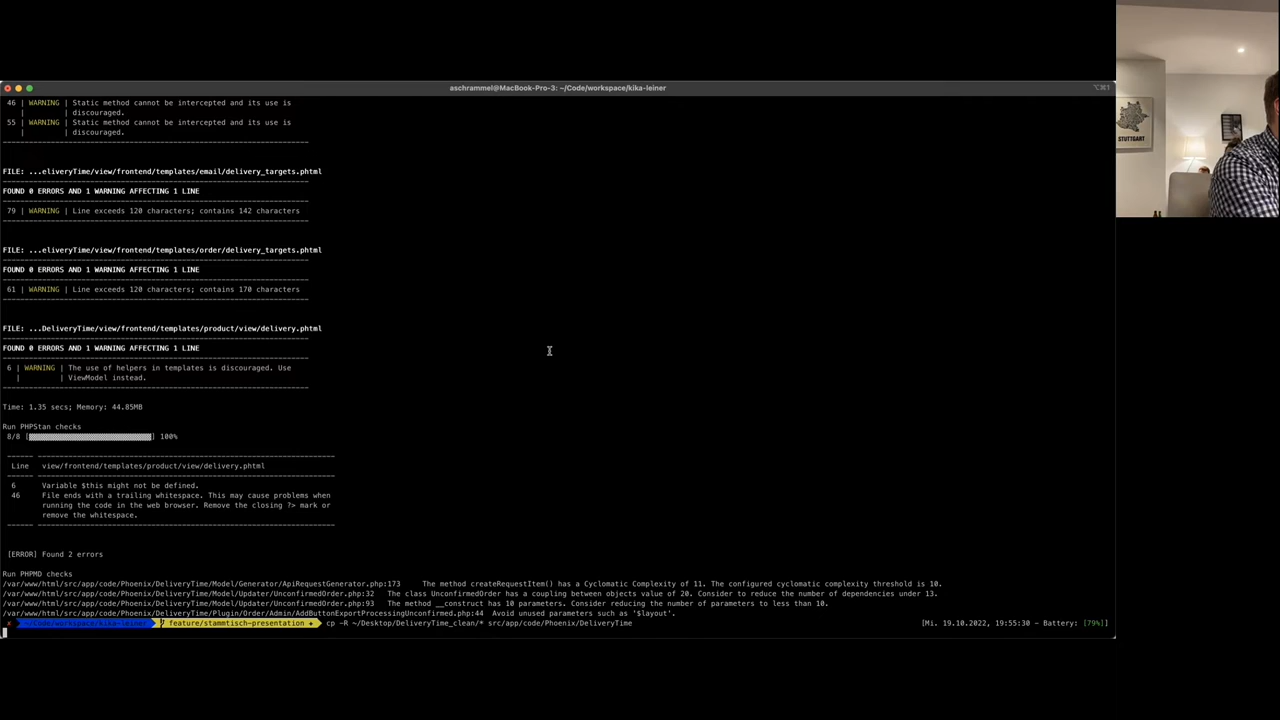 aschrammel@MacBook-Pro-3: ~/Code/workspace/kika-leiner
⌥⌘1
46 | WARNING | Static method cannot be intercepted and its use is
| | discouraged.
55 | WARNING | Static method cannot be intercepted and its use is
| | discouraged.
FILE: ...eliveryTime/view/frontend/templates/email/delivery_targets.phtml
FOUND 0 ERRORS AND 1 WARNING AFFECTING 1 LINE
79 | WARNING | Line exceeds 120 characters; contains 142 characters
FILE: ...eliveryTime/view/frontend/templates/order/delivery_targets.phtml
FOUND 0 ERRORS AND 1 WARNING AFFECTING 1 LINE
61 | WARNING | Line exceeds 120 characters; contains 170 characters
FILE: ...DeliveryTime/view/frontend/templates/product/view/delivery.phtml
FOUND 0 ERRORS AND 1 WARNING AFFECTING 1 LINE
6 | WARNING | The use of helpers in templates is discouraged. Use
| | ViewModel instead.
Time: 1.35 secs; Memory: 44.85MB
Run PHPStan checks
8/8 [▓▓▓▓▓▓▓▓▓▓▓▓▓▓▓▓▓▓▓▓▓▓▓▓▓▓▓▓] 100%
Line view/frontend/templates/product/view/delivery.phtml
6 Variable $this might not be defined.
46 File ends with a trailing whitespace. This may cause problems when
running the code in the web browser. Remove the closing ?> mark or
remove the whitespace.
[ERROR] Found 2 errors
Run PHPMD checks
/var/www/html/src/app/code/Phoenix/DeliveryTime/Model/Generator/ApiRequestGenerator.php:173 The method createRequestItem() has a Cyclomatic Complexity of 11. The configured cyclomatic complexity threshold is 10.
/var/www/html/src/app/code/Phoenix/DeliveryTime/Model/Updater/UnconfirmedOrder.php:32 The class UnconfirmedOrder has a coupling between objects value of 20. Consider to reduce the number of dependencies under 13.
/var/www/html/src/app/code/Phoenix/DeliveryTime/Model/Updater/UnconfirmedOrder.php:93 The method __construct has 10 parameters. Consider reducing the number of parameters to less than 10.
/var/www/html/src/app/code/Phoenix/DeliveryTime/Plugin/Order/Admin/AddButtonExportProcessingUnconfirmed.php:44 Avoid unused parameters such as '$layout'.
✗ ~/Code/workspace/kika-leiner feature/stammtisch-presentation ✦ cp -R ~/Desktop/DeliveryTime_clean/* src/app/code/Phoenix/DeliveryTime [Mi. 19.10.2022, 19:55:30 - Battery: [79%]]
STUTTGART